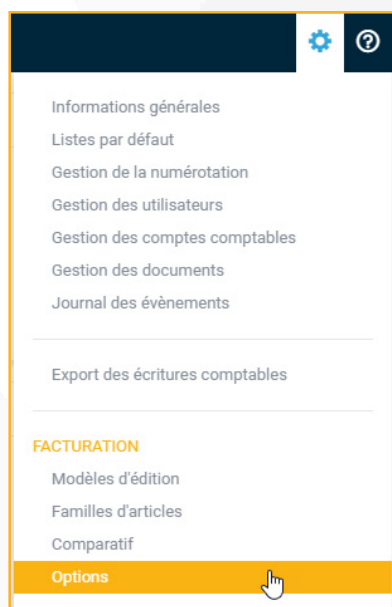 Informations générales
Listes par défaut
Gestion de la numérotation
Gestion des utilisateurs
Gestion des comptes comptables
Gestion des documents
Journal des évènements
Export des écritures comptables
FACTURATION
Modèles d'édition
Familles d'articles
Comparatif
Options